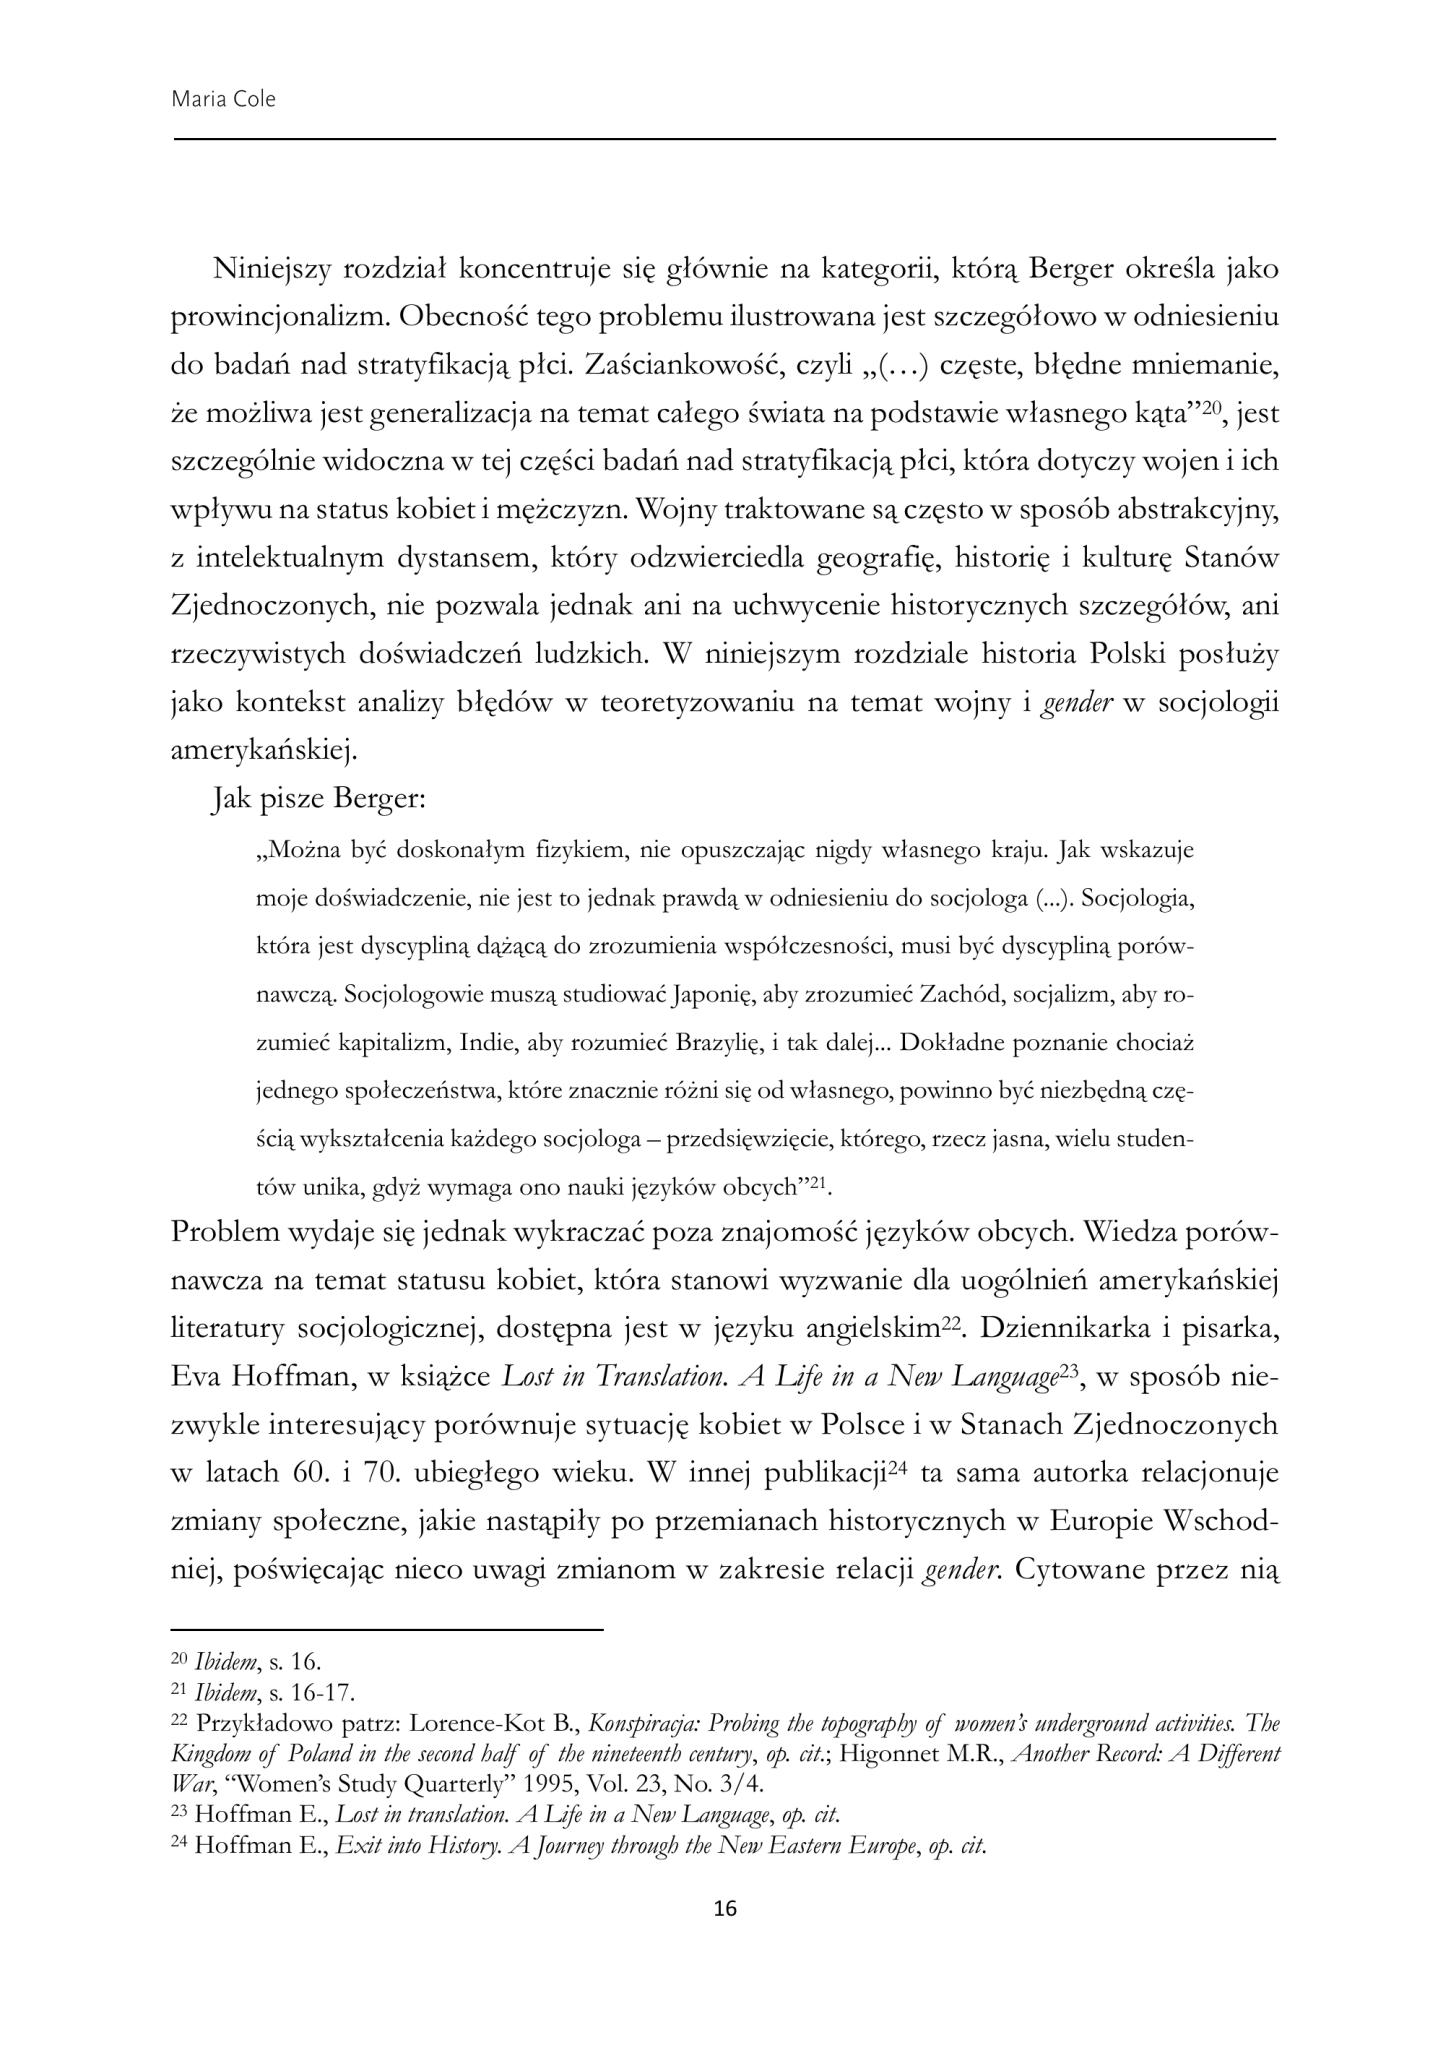 Maria Cole
Niniejszy rozdział koncentruje się głównie na kategorii, którą Berger określa jako
prowincjonalizm. Obecność tego problemu ilustrowana jest szczegółowo w odniesieniu
do badań nad stratyfikacją płci. Zaściankowość, czyli „(…) częste, błędne mniemanie,
że możliwa jest generalizacja na temat całego świata na podstawie własnego kąta”20, jest
szczególnie widoczna w tej części badań nad stratyfikacją płci, która dotyczy wojen i ich
wpływu na status kobiet i mężczyzn. Wojny traktowane są często w sposób abstrakcyjny,
z intelektualnym dystansem, który odzwierciedla geografię, historię i kulturę Stanów
Zjednoczonych, nie pozwala jednak ani na uchwycenie historycznych szczegółów, ani
rzeczywistych doświadczeń ludzkich. W niniejszym rozdziale historia Polski posłuży
jako kontekst analizy błędów w teoretyzowaniu na temat wojny i gender w socjologii
amerykańskiej.
Jak pisze Berger:
„Można być doskonałym fizykiem, nie opuszczając nigdy własnego kraju. Jak wskazuje
moje doświadczenie, nie jest to jednak prawdą w odniesieniu do socjologa (...). Socjologia,
która jest dyscypliną dążącą do zrozumienia współczesności, musi być dyscypliną porów-
nawczą. Socjologowie muszą studiować Japonię, aby zrozumieć Zachód, socjalizm, aby ro-
zumieć kapitalizm, Indie, aby rozumieć Brazylię, i tak dalej... Dokładne poznanie chociaż
jednego społeczeństwa, które znacznie różni się od własnego, powinno być niezbędną czę-
ścią wykształcenia każdego socjologa – przedsięwzięcie, którego, rzecz jasna, wielu studen-
tów unika, gdyż wymaga ono nauki języków obcych”21.
Problem wydaje się jednak wykraczać poza znajomość języków obcych. Wiedza porów-
nawcza na temat statusu kobiet, która stanowi wyzwanie dla uogólnień amerykańskiej
literatury socjologicznej, dostępna jest w języku angielskim22. Dziennikarka i pisarka,
Eva Hoffman, w książce Lost in Translation. A Life in a New Language23, w sposób nie-
zwykle interesujący porównuje sytuację kobiet w Polsce i w Stanach Zjednoczonych
w latach 60. i 70. ubiegłego wieku. W innej publikacji24 ta sama autorka relacjonuje
zmiany społeczne, jakie nastąpiły po przemianach historycznych w Europie Wschod-
niej, poświęcając nieco uwagi zmianom w zakresie relacji gender. Cytowane przez nią
20 Ibidem, s. 16.
21 Ibidem, s. 16-17.
22 Przykładowo patrz: Lorence-Kot B., Konspiracja: Probing the topography of women’s underground activities. The
Kingdom of Poland in the second half of the nineteenth century, op. cit.; Higonnet M.R., Another Record: A Different
War, “Women’s Study Quarterly” 1995, Vol. 23, No. 3/4.
23 Hoffman E., Lost in translation. A Life in a New Language, op. cit.
24 Hoffman E., Exit into History. A Journey through the New Eastern Europe, op. cit.
16